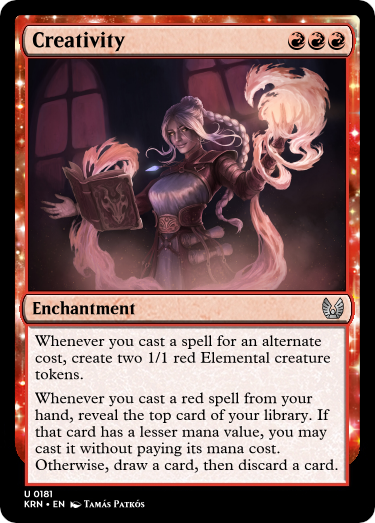 Creativity
Enchantment
Whenever you cast a spell for an alternate
cost, create two 1/1 red Elemental creature
tokens.
Whenever you cast a red spell from your
hand, reveal the top card of your library. If
that card has a lesser mana value, you may
cast it without paying its mana cost.
Otherwise, draw a card, then discard a card.
U 0181
KRN • EN Tamás Patkós